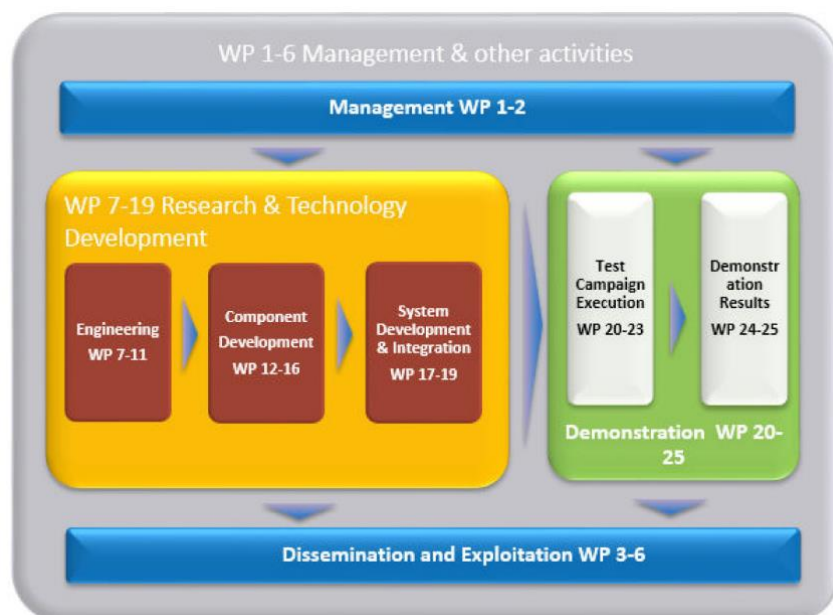 WP 1-6 Management & other activities
Management WP 1-2
WP 7-19 Research & Technology
Development
Engineering
WP 7-11
Component
Development
WP 12-16
System
Development
& Integration
WP 17-19
Test
Campaign
Execution
WP 20-23
Demonstr
ation
Results
WP 24-25
Demonstration WP 20-
25
Dissemination and Exploitation WP 3-6